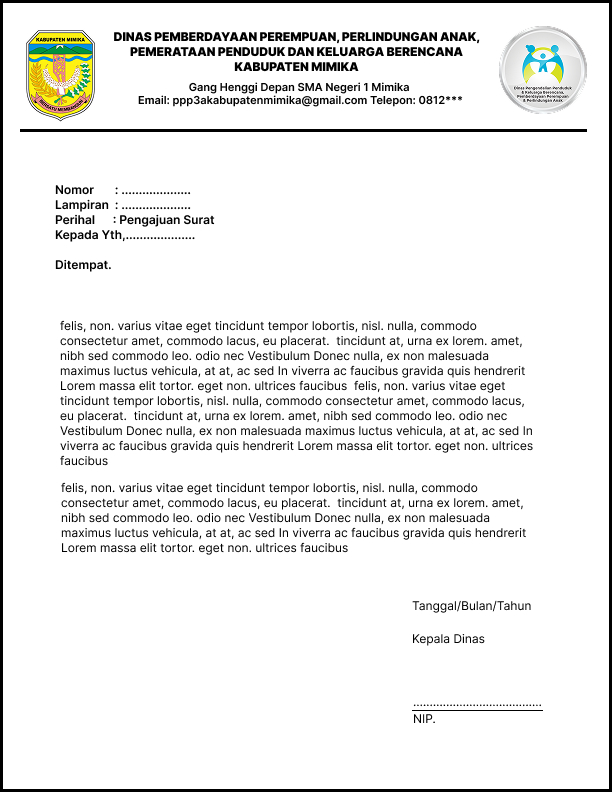 KABUPATEN MIMIKA
DINAS PEMBERDAYAAN PEREMPUAN, PERLINDUNGAN ANAK,
PEMERATAAN PENDUDUK DAN KELUARGA BERENCANA
KABUPATEN MIMIKA
Gang Henggi Depan SMA Negeri 1 Mimika
Email: ppp3akabupatenmimika@gmail.com Telepon: 0812***
Dinas Pengendalian Penduduk
& Keluarga Berencana,
Pemberdayaan Perempuan
& Perlindungan Anak
Nomor : ....................
Lampiran : ....................
Perihal : Pengajuan Surat
Kepada Yth,....................
Ditempat.
felis, non. varius vitae eget tincidunt tempor lobortis, nisl. nulla, commodo
consectetur amet, commodo lacus, eu placerat.  tincidunt at, urna ex lorem. amet,
nibh sed commodo leo. odio nec Vestibulum Donec nulla, ex non malesuada
maximus luctus vehicula, at at, ac sed In viverra ac faucibus gravida quis hendrerit
Lorem massa elit tortor. eget non. ultrices faucibus  felis, non. varius vitae eget
tincidunt tempor lobortis, nisl. nulla, commodo consectetur amet, commodo lacus,
eu placerat.  tincidunt at, urna ex lorem. amet, nibh sed commodo leo. odio nec
Vestibulum Donec nulla, ex non malesuada maximus luctus vehicula, at at, ac sed In
viverra ac faucibus gravida quis hendrerit Lorem massa elit tortor. eget non. ultrices
faucibus
felis, non. varius vitae eget tincidunt tempor lobortis, nisl. nulla, commodo
consectetur amet, commodo lacus, eu placerat.  tincidunt at, urna ex lorem. amet,
nibh sed commodo leo. odio nec Vestibulum Donec nulla, ex non malesuada
maximus luctus vehicula, at at, ac sed In viverra ac faucibus gravida quis hendrerit
Lorem massa elit tortor. eget non. ultrices faucibus
Tanggal/Bulan/Tahun
Kepala Dinas
.......................................
NIP.